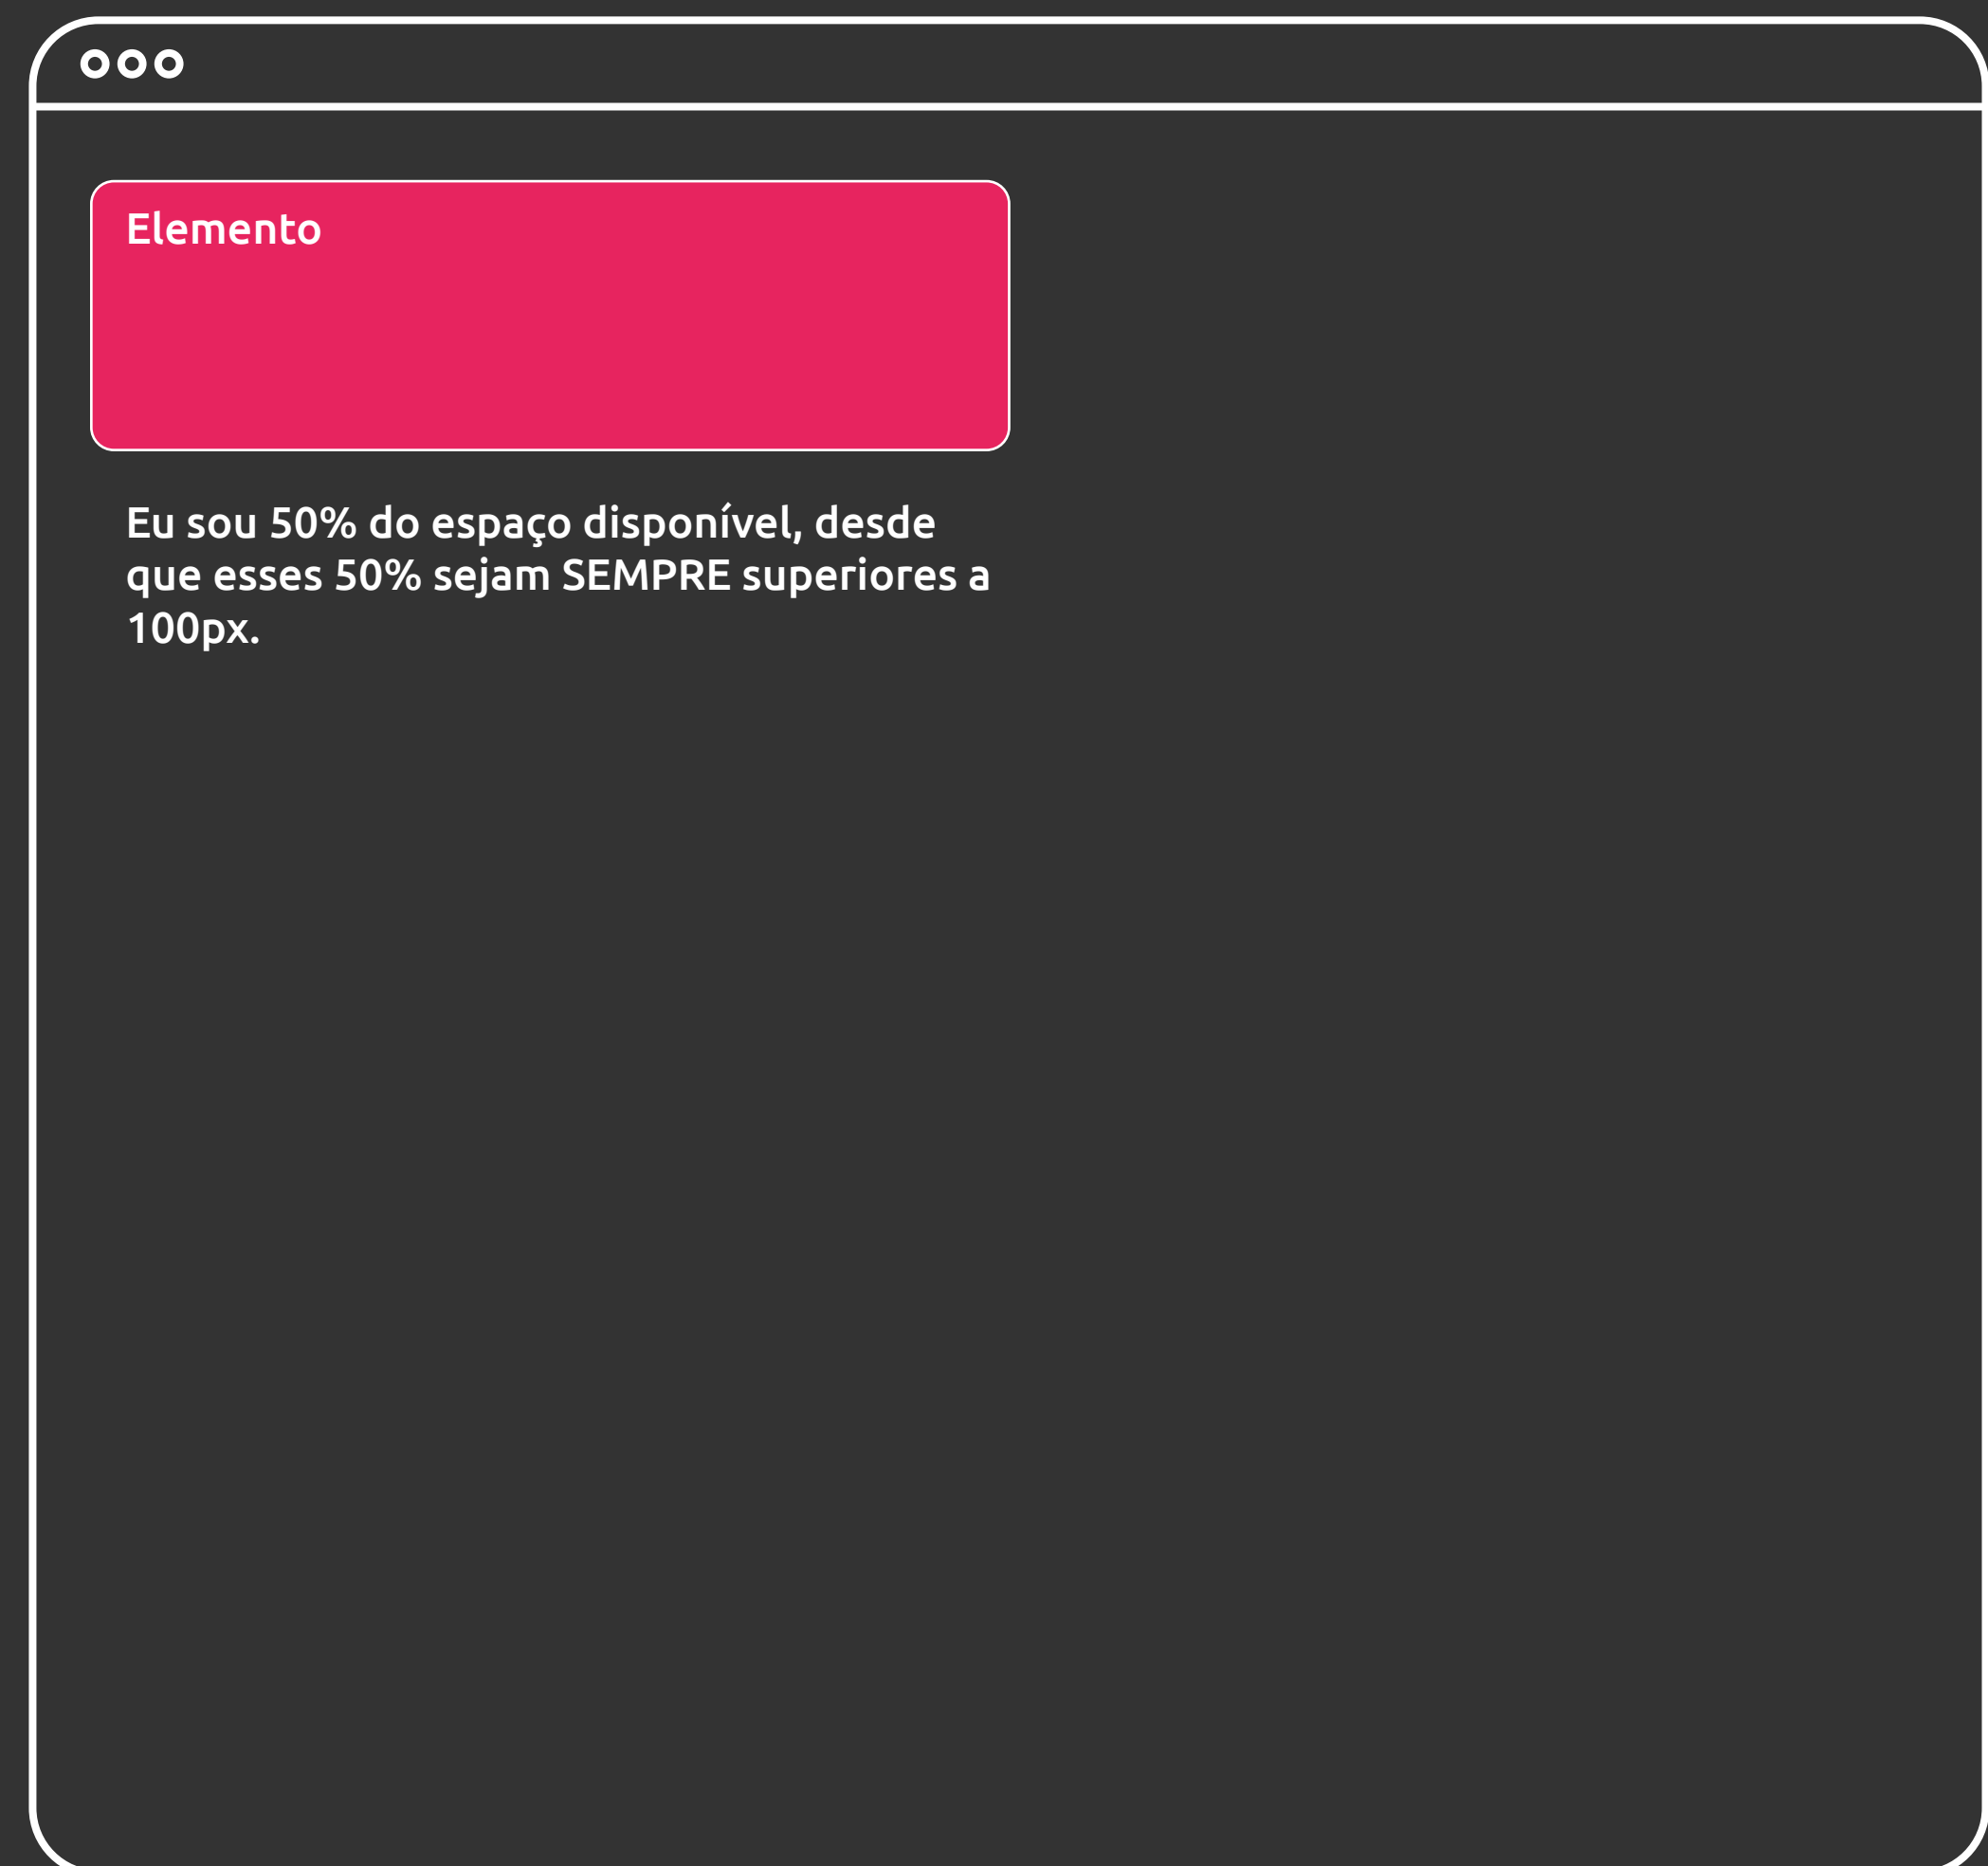 Elemento
Eu sou 50% do espaço disponível, desde
que esses 50% sejam SEMPRE superiores a
100px.